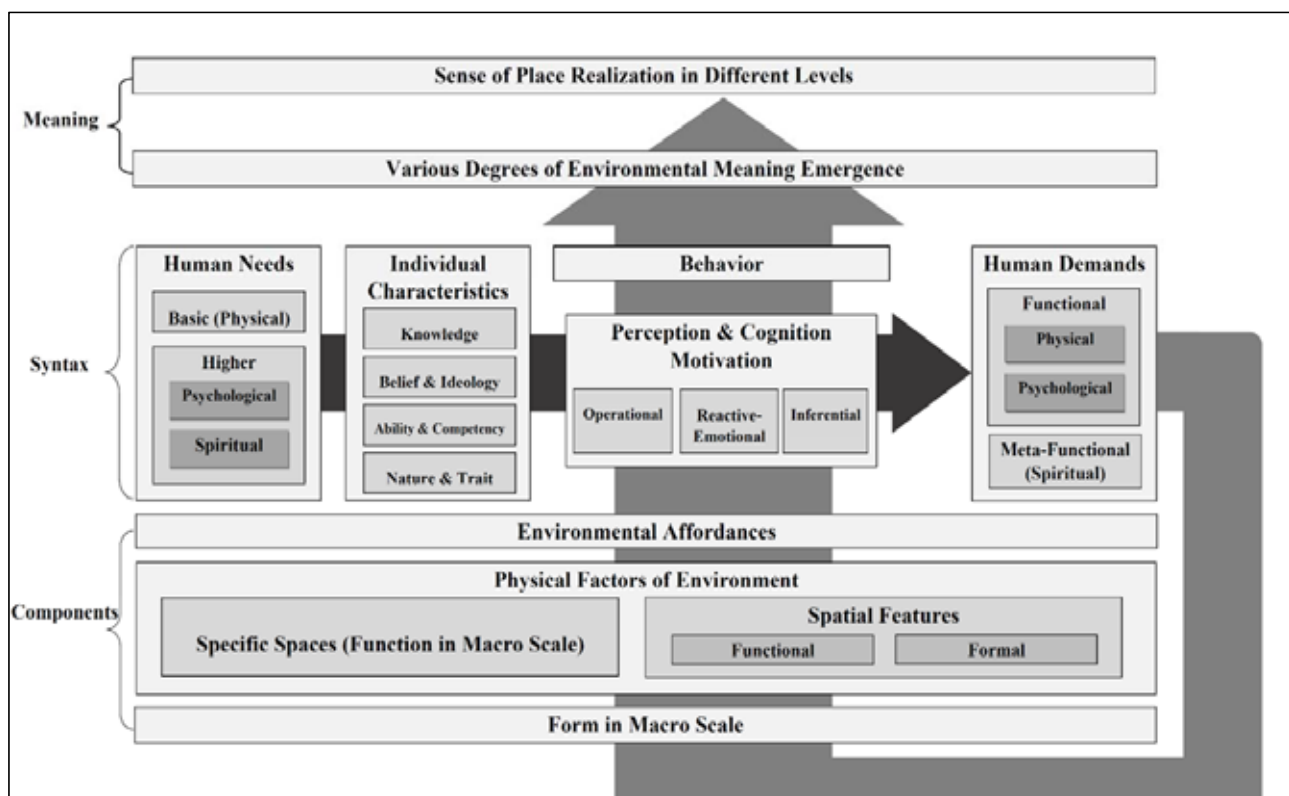 Sense of Place Realization in Different Levels
Meaning
Various Degrees of Environmental Meaning Emergence
Syntax
Human Needs
Basic (Physical)
Higher
Psychological
Spiritual
Individual
Characteristics
Knowledge
Belief & Ideology
Ability & Competency
Nature & Trait
Behavior
Perception & Cognition
Motivation
Operational
Reactive-
Emotional
Inferential
Human Demands
Functional
Physical
Psychological
Meta-Functional
(Spiritual)
Components
Environmental Affordances
Physical Factors of Environment
Specific Spaces (Function in Macro Scale)
Spatial Features
Functional
Formal
Form in Macro Scale